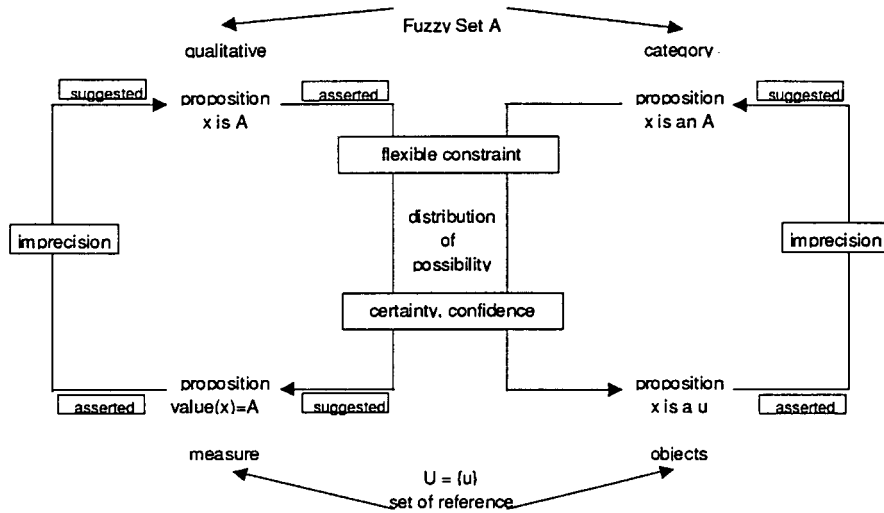 Fuzzy Set A
qualitative
category
suggested
asserted
suggested
proposition
x is A
proposition
x is an A
flexible constraint
imprecision
distribution
of
possibility
imprecision
certainty, confidence
proposition
value(x)=A
proposition
x is a u
asserted
suggested
asserted
measure
objects
U = {u}
set of reference